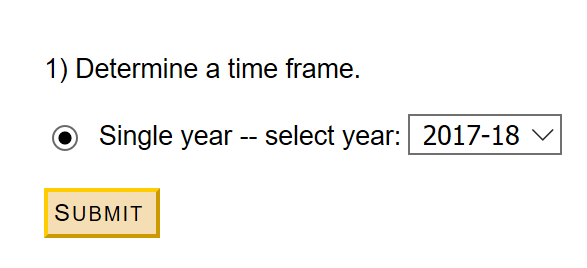 1) Determine a time frame.
Single year -- select year: 2017-18
SUBMIT